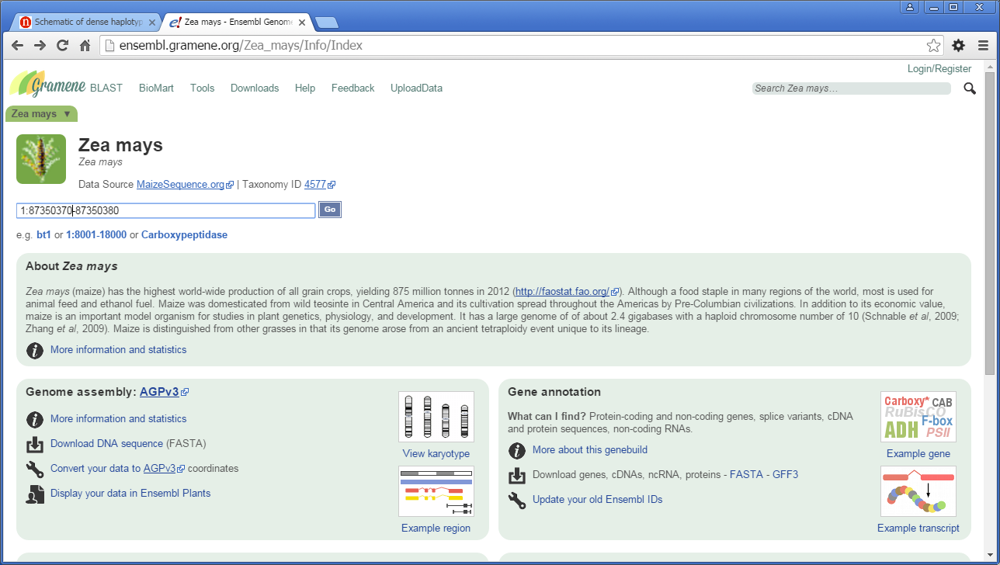 Schematic of dense haplotyp
Zea mays - Ensembl Genome
ensembl.gramene.org/Zea_mays/Info/Index
Login/Register
Gramene BLAST BioMart Tools Downloads Help Feedback UploadData Search Zea mays…
Zea mays ▼
Zea mays
Zea mays
Data Source MaizeSequence.org | Taxonomy ID 4577
1:87350370-87350380 Go
e.g. bt1 or 1:8001-18000 or Carboxypeptidase
About Zea mays
Zea mays (maize) has the highest world-wide production of all grain crops, yielding 875 million tonnes in 2012 (http://faostat.fao.org/). Although a food staple in many regions of the world, most is used for
animal feed and ethanol fuel. Maize was domesticated from wild teosinte in Central America and its cultivation spread throughout the Americas by Pre-Columbian civilizations. In addition to its economic value,
maize is an important model organism for studies in plant genetics, physiology, and development. It has a large genome of of about 2.4 gigabases with a haploid chromosome number of 10 (Schnable et al, 2009;
Zhang et al, 2009). Maize is distinguished from other grasses in that its genome arose from an ancient tetraploidy event unique to its lineage.
More information and statistics
Genome assembly: AGPv3
More information and statistics
Download DNA sequence (FASTA)
Convert your data to AGPv3 coordinates
Display your data in Ensembl Plants
View karyotype
Example region
Gene annotation
What can I find? Protein-coding and non-coding genes, splice variants, cDNA
and protein sequences, non-coding RNAs.
More about this genebuild
Download genes, cDNAs, ncRNA, proteins - FASTA - GFF3
Update your old Ensembl IDs
Carboxy* CAB
RuBisCO
ADH F-box
PSII
Example gene
Example transcript